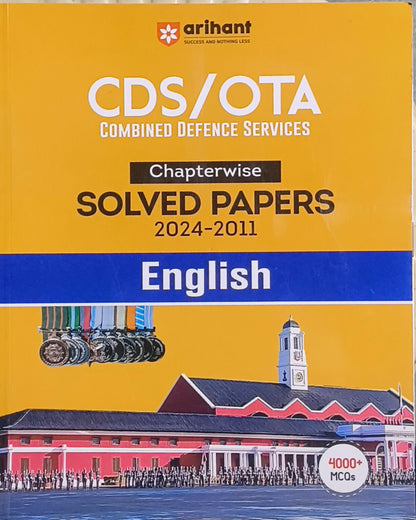 arihant
SUCCESS AND NOTHING LESS
CDS/OTA
COMBINED DEFENCE SERVICES
Chapterwise
SOLVED PAPERS
2024-2011
English
4000+
MCQs